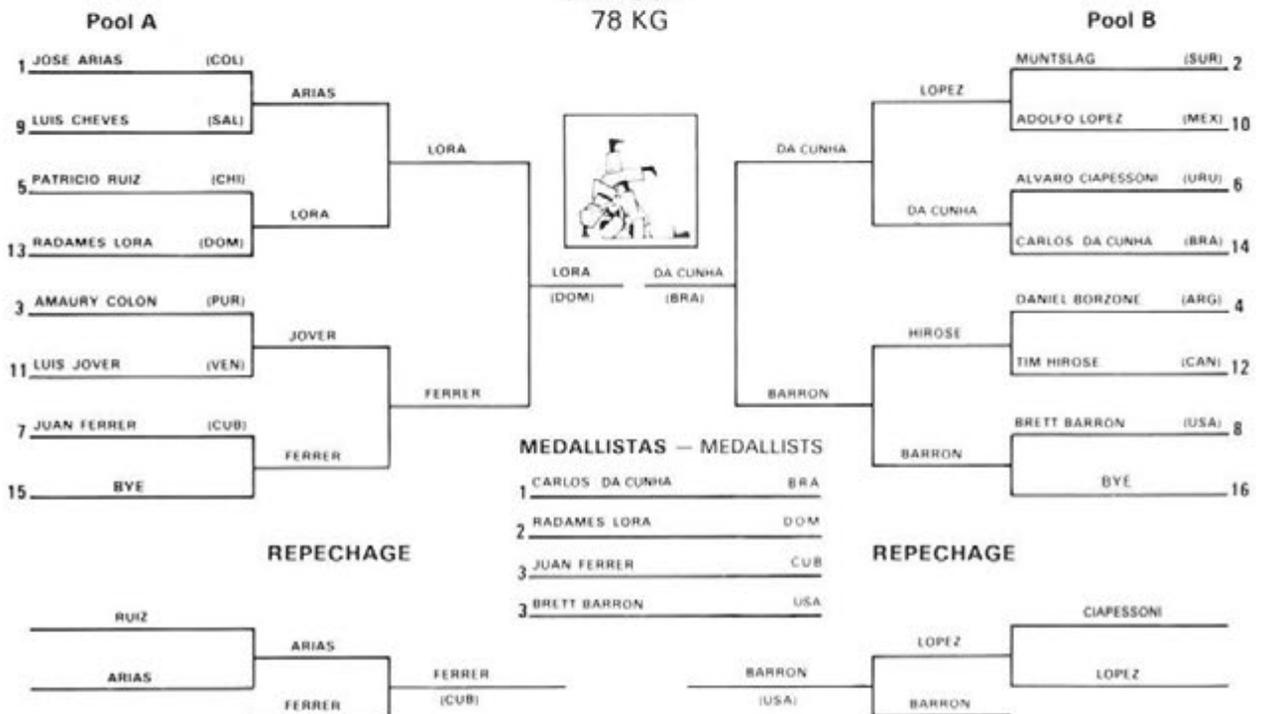 78 KG
Pool A
1 JOSE ARIAS (COL)
9 LUIS CHEVES (SAL)
5 PATRICIO RUIZ (CHI)
13 RADAMES LORA (DOM)
3 AMAURY COLON (PUR)
11 LUIS JOVER (VEN)
7 JUAN FERRER (CUB)
15 BYE
ARIAS
LORA
JOVER
FERRER
LORA
FERRER
LORA
(DOM)
Pool B
MUNTSLAG (SUR) 2
ADOLFO LOPEZ (MEX) 10
ALVARO CIAPESSONI (URU) 6
CARLOS DA CUNHA (BRA) 14
DANIEL BORZONE (ARG) 4
TIM HIROSE (CAN) 12
BRETT BARRON (USA) 8
BYE 16
LOPEZ
DA CUNHA
HIROSE
BARRON
DA CUNHA
BARRON
DA CUNHA
(BRA)
MEDALLISTAS — MEDALLISTS
1 CARLOS DA CUNHA BRA
2 RADAMES LORA DOM
3 JUAN FERRER CUB
3 BRETT BARRON USA
REPECHAGE
RUIZ
ARIAS
ARIAS
FERRER
FERRER
(CUB)
REPECHAGE
CIAPESSONI
LOPEZ
LOPEZ
BARRON
BARRON
(USA)